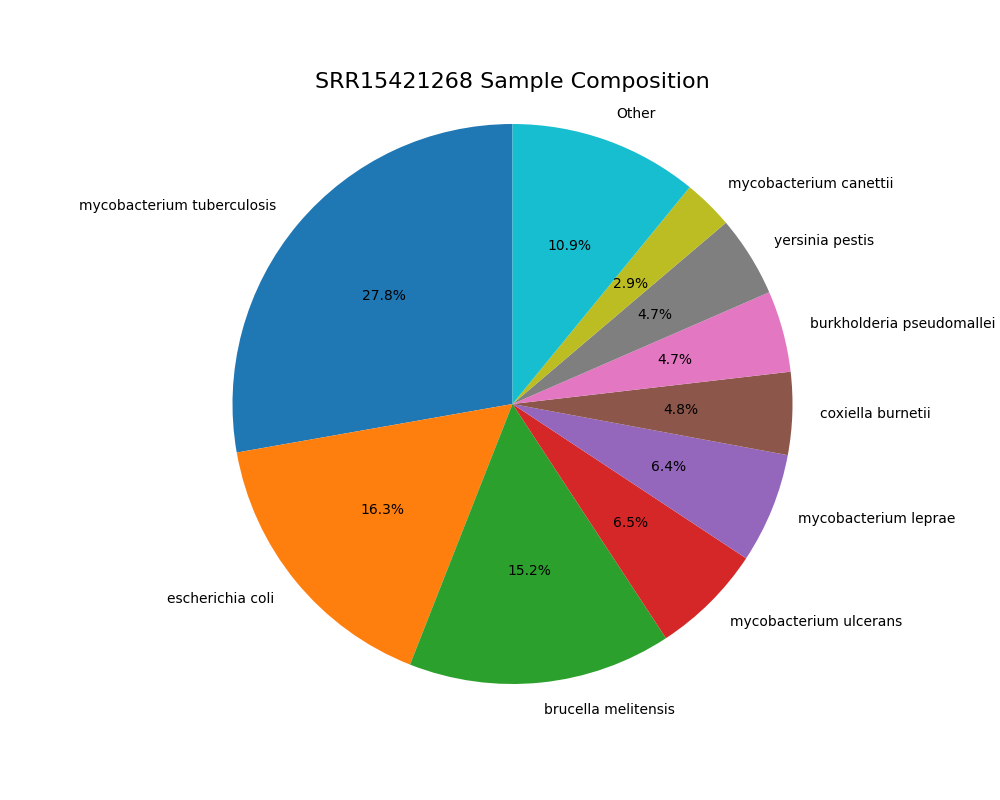 SRR15421268 Sample Composition
Other
mycobacterium canettii
mycobacterium tuberculosis
yersinia pestis
10.9%
2.9%
27.8%
4.7%
burkholderia pseudomallei
4.7%
4.8%
coxiella burnetii
6.4%
16.3%
6.5%
mycobacterium leprae
15.2%
escherichia coli
mycobacterium ulcerans
brucella melitensis